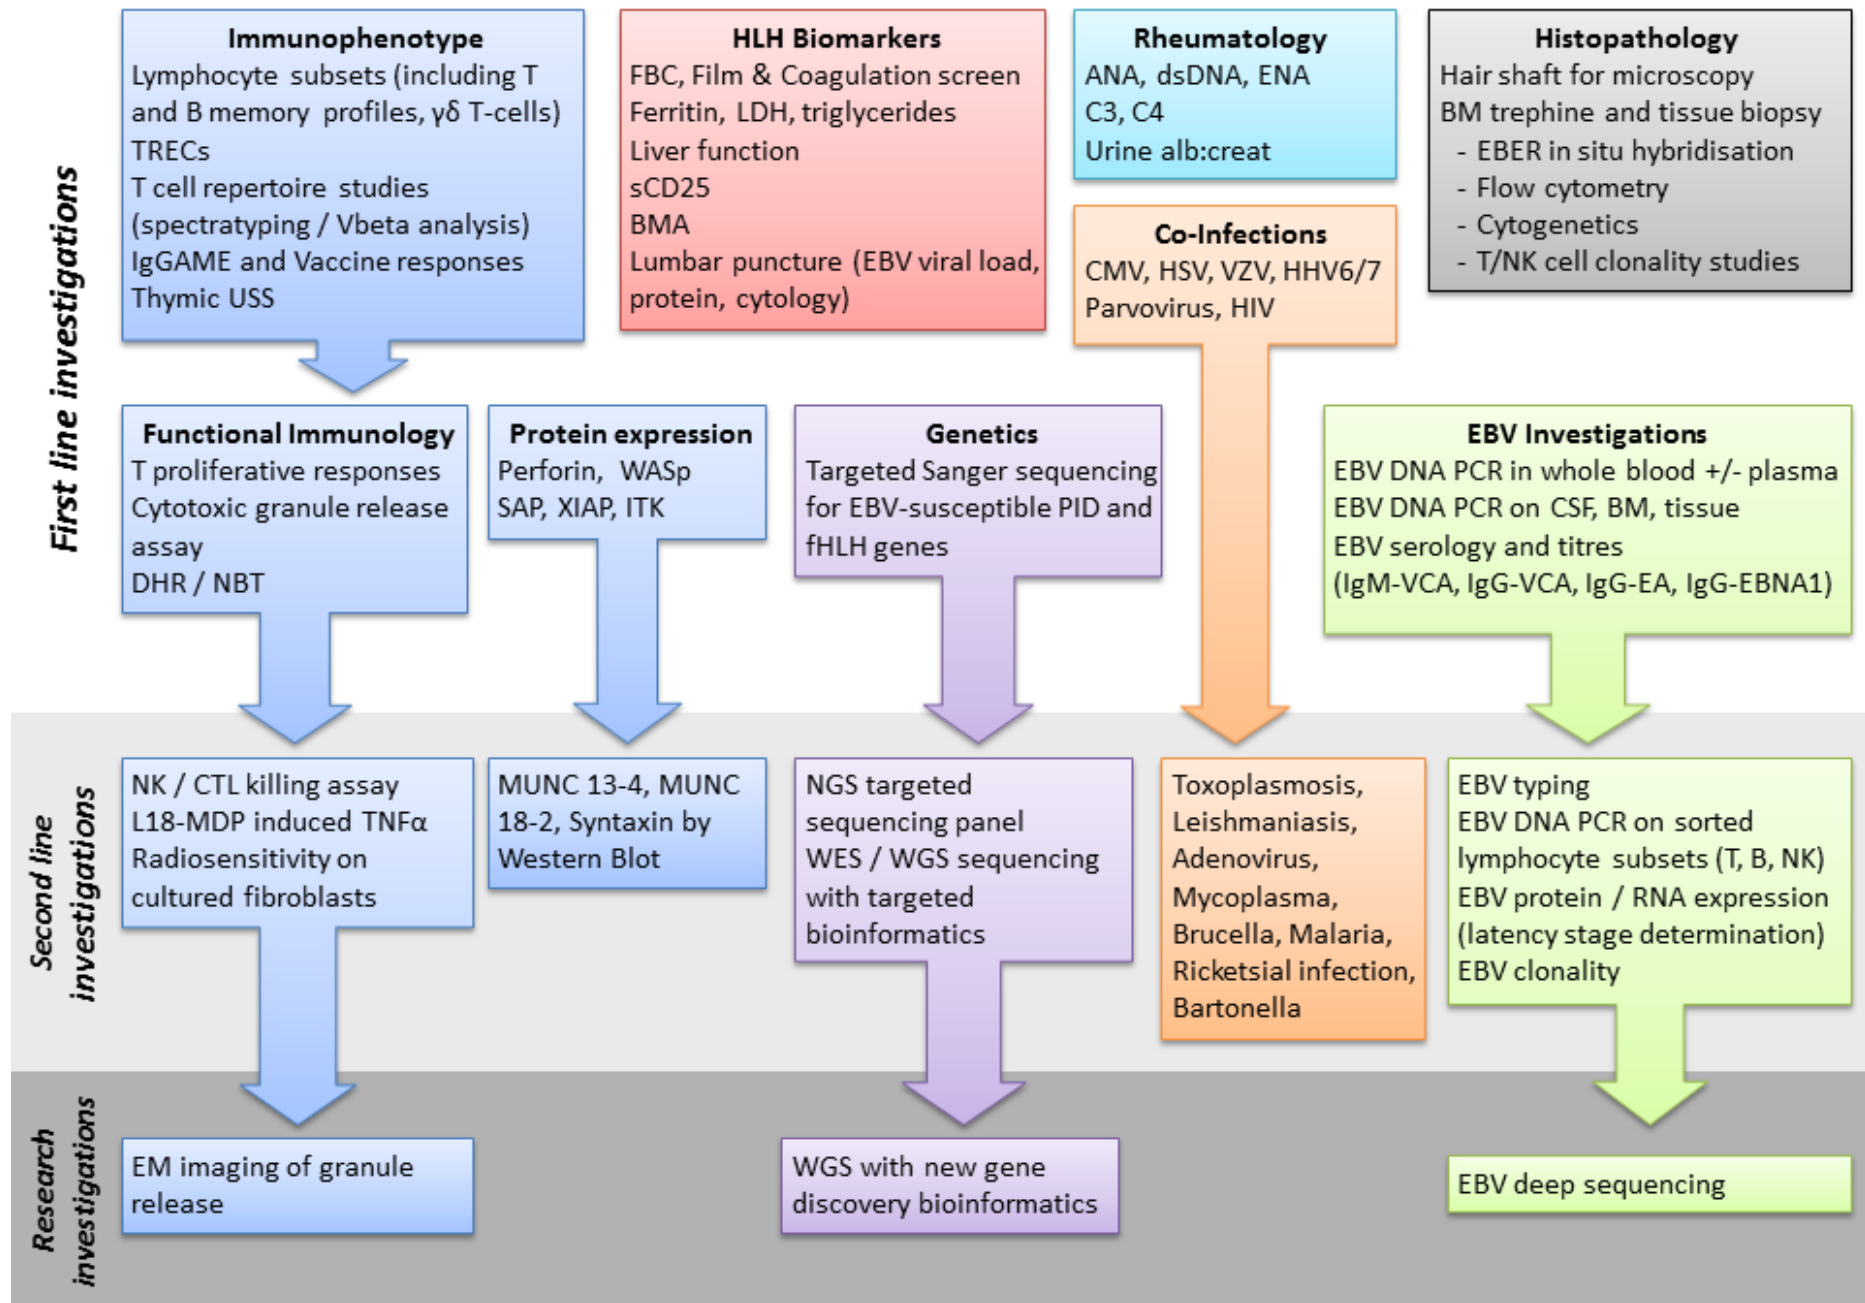 First line investigations
Immunophenotype
Lymphocyte subsets (including T
and B memory profiles, γδ T-cells)
TRECs
T cell repertoire studies
(spectratyping / Vbeta analysis)
IgGAME and Vaccine responses
Thymic USS
HLH Biomarkers
FBC, Film & Coagulation screen
Ferritin, LDH, triglycerides
Liver function
sCD25
BMA
Lumbar puncture (EBV viral load,
protein, cytology)
Rheumatology
ANA, dsDNA, ENA
C3, C4
Urine alb:creat
Co-Infections
CMV, HSV, VZV, HHV6/7
Parvovirus, HIV
Histopathology
Hair shaft for microscopy
BM trephine and tissue biopsy
- EBER in situ hybridisation
- Flow cytometry
- Cytogenetics
- T/NK cell clonality studies
Functional Immunology
T proliferative responses
Cytotoxic granule release
assay
DHR / NBT
Protein expression
Perforin, WASp
SAP, XIAP, ITK
Genetics
Targeted Sanger sequencing
for EBV-susceptible PID and
fHLH genes
EBV Investigations
EBV DNA PCR in whole blood +/- plasma
EBV DNA PCR on CSF, BM, tissue
EBV serology and titres
(IgM-VCA, IgG-VCA, IgG-EA, IgG-EBNA1)
Second line
investigations
NK / CTL killing assay
L18-MDP induced TNFα
Radiosensitivity on
cultured fibroblasts
MUNC 13-4, MUNC
18-2, Syntaxin by
Western Blot
NGS targeted
sequencing panel
WES / WGS sequencing
with targeted
bioinformatics
Toxoplasmosis,
Leishmaniasis,
Adenovirus,
Mycoplasma,
Brucella, Malaria,
Ricketsial infection,
Bartonella
EBV typing
EBV DNA PCR on sorted
lymphocyte subsets (T, B, NK)
EBV protein / RNA expression
(latency stage determination)
EBV clonality
Research
investigations
EM imaging of granule
release
WGS with new gene
discovery bioinformatics
EBV deep sequencing